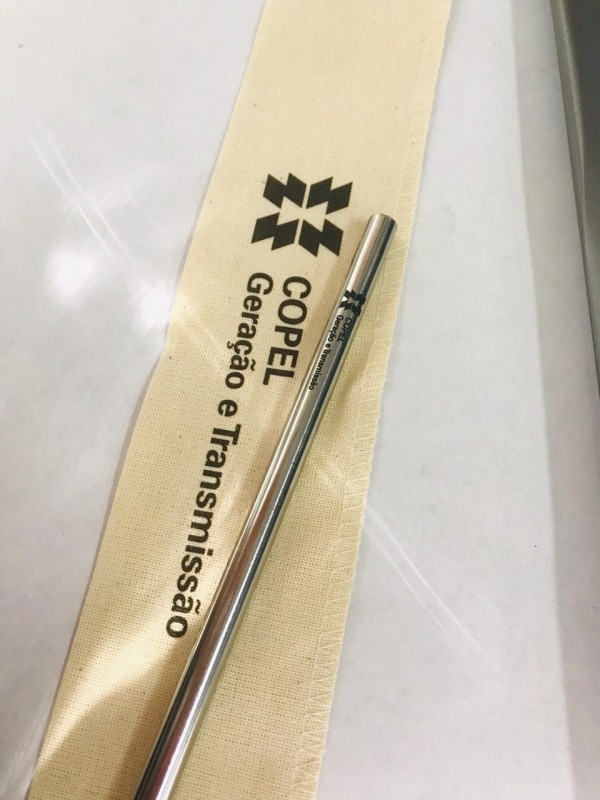 COPEL
Geração e Transmissão
COPEL
Geração e Transmissão